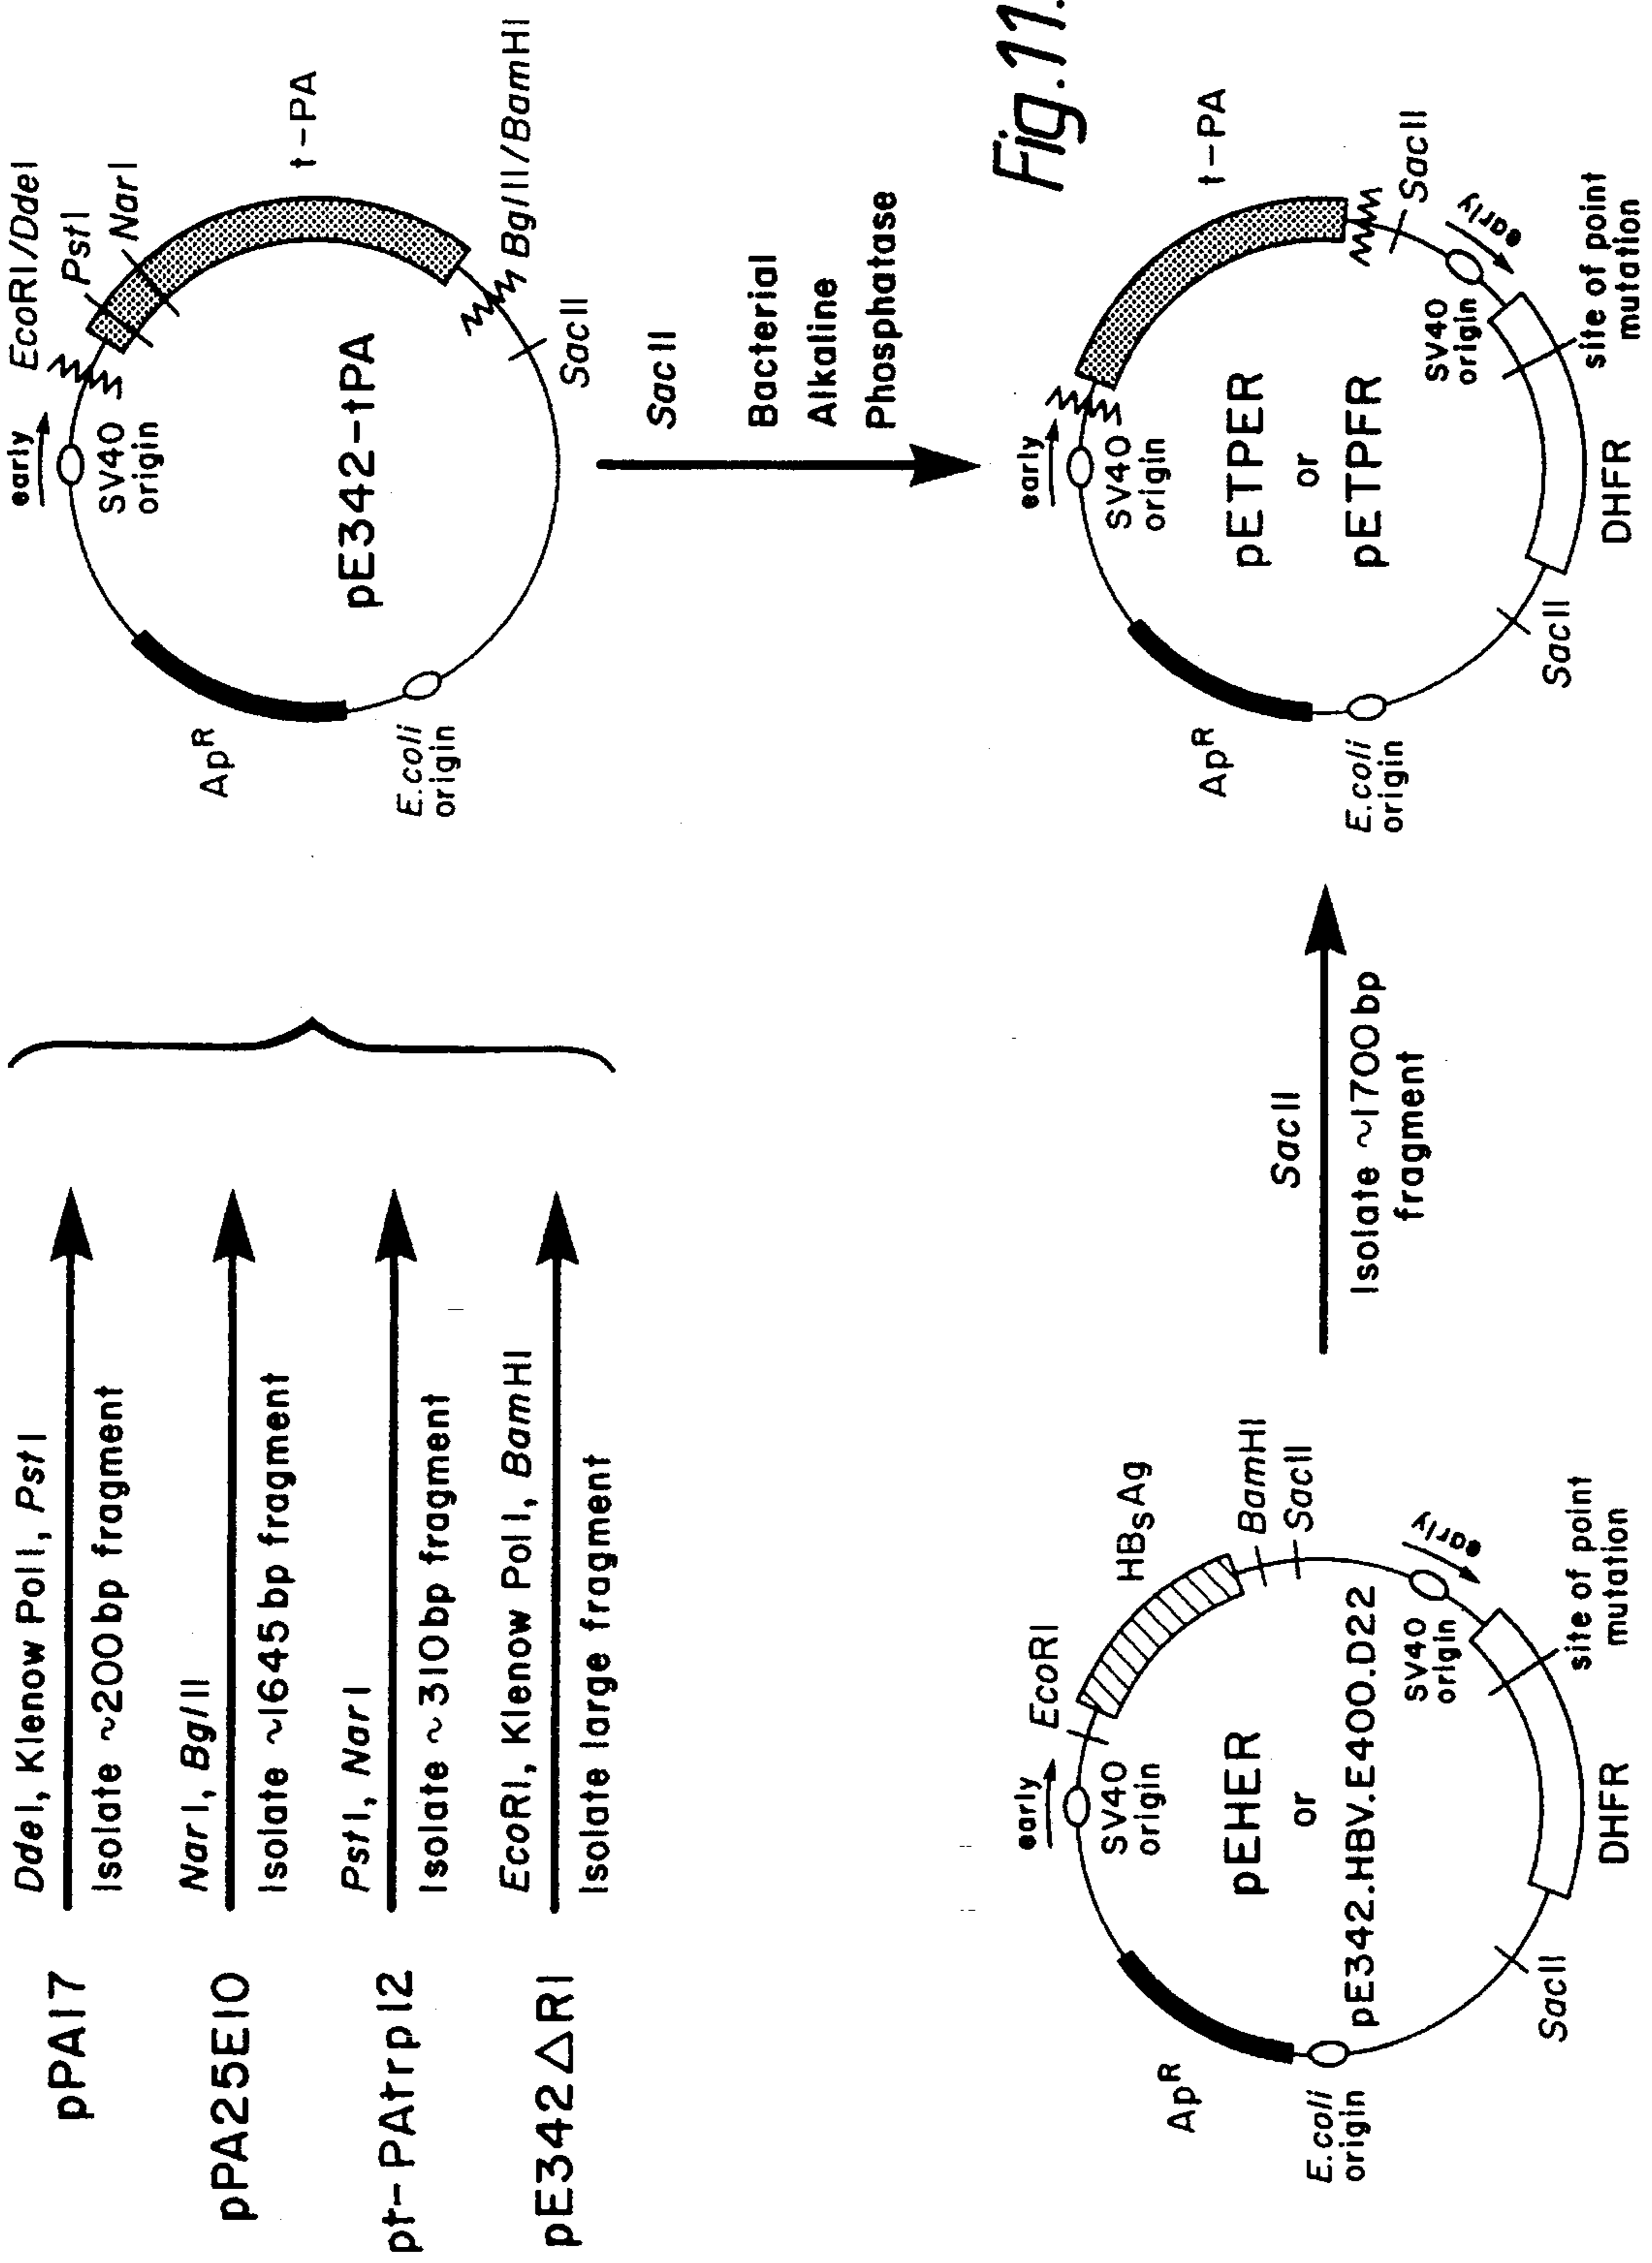 pPA17
DdeI, Klenow PolI, PstI
Isolate ~200 bp fragment
pPA25E10
NarI, BglII
Isolate ~1645 bp fragment
pt-PAtrp12
PstI, NarI
Isolate ~310 bp fragment
pE342△R1
EcoRI, Klenow PolI, BamHI
Isolate large fragment
early
SV40
origin
EcoRI/DdeI
PstI
NarI
t-PA
BglII/BamHI
SacII
E.coli
origin
ApR
pE342-tPA
SacII
Bacterial
Alkaline
Phosphatase
early
SV40
origin
EcoRI
HBsAg
BamHI
SacII
early
SV40
origin
site of point
mutation
DHFR
SacII
E.coli
origin
ApR
pEHER
or
pE342.HBV.E400.D22
SacII
Isolate ~1700 bp
fragment
Fig.11.
early
SV40
origin
t-PA
SacII
early
SV40
origin
site of point
mutation
DHFR
SacII
E.coli
origin
ApR
pETPER
or
pETPFR